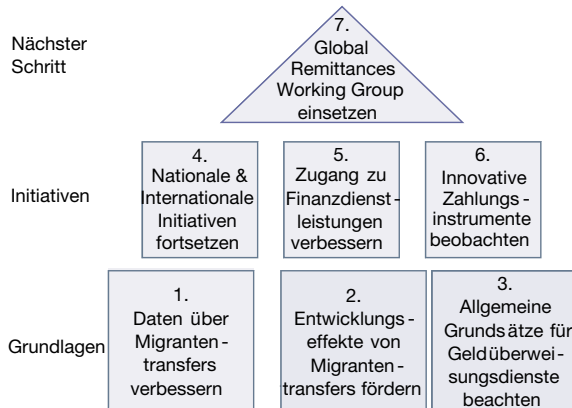 Nächster
Schritt
7.
Global
Remittances
Working Group
einsetzen
Initiativen
4.
Nationale &
Internationale
Initiativen
fortsetzen
5.
Zugang zu
Finanzdienst-
leistungen
verbessern
6.
Innovative
Zahlungs-
instrumente
beobachten
Grundlagen
1.
Daten über
Migranten-
transfers
verbessern
2.
Entwicklungs-
effekte von
Migranten-
transfers fördern
3.
Allgemeine
Grundsätze für
Geldüberwei-
sungsdienste
beachten